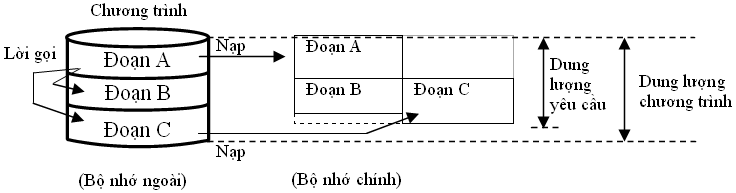 Chương trình
Lời gọi
Đoạn A
Đoạn B
Đoạn C
Nạp
Nạp
Đoạn A
Đoạn B
Đoạn C
Dung
lượng
yêu cầu
Dung lượng
chương trình
(Bộ nhớ ngoài)
(Bộ nhớ chính)